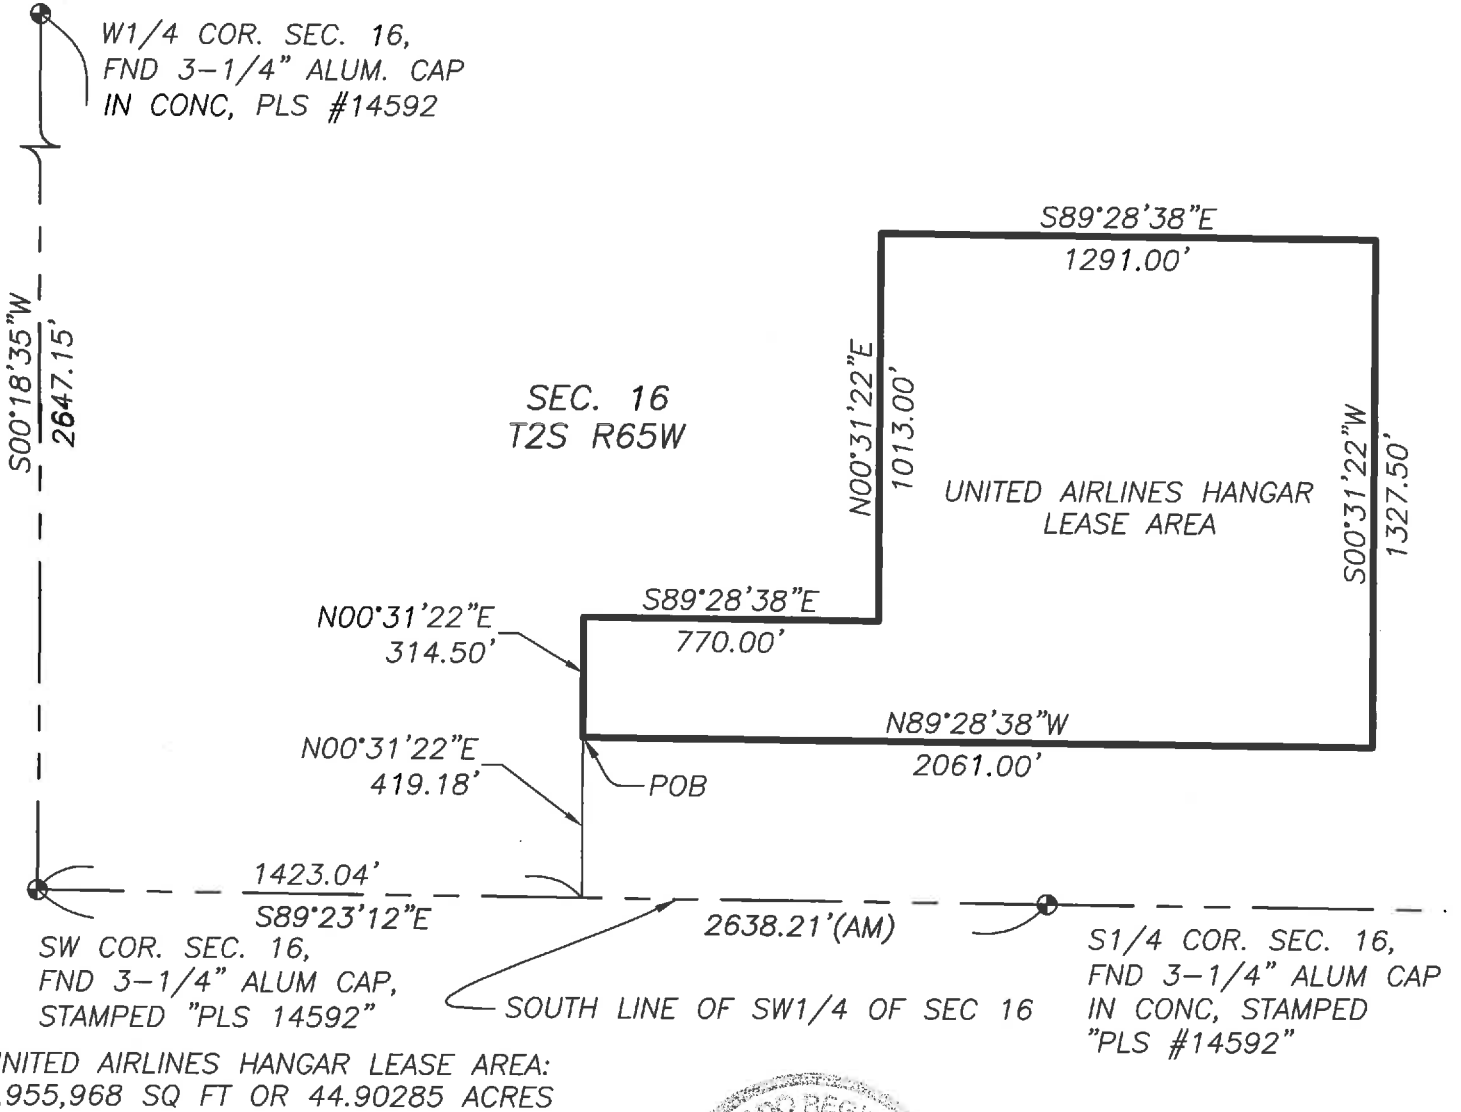 W1/4 COR. SEC. 16,
FND 3-1/4" ALUM. CAP
IN CONC, PLS #14592
S89°28'38"E
1291.00'
S00°18'35"W
2647.15'
SEC. 16
T2S R65W
N00°31'22"E
1013.00'
UNITED AIRLINES HANGAR
LEASE AREA
S00°31'22"W
1327.50'
N00°31'22"E
314.50'
S89°28'38"E
770.00'
N89°28'38"W
2061.00'
N00°31'22"E
419.18'
POB
1423.04'
S89°23'12"E
2638.21'(AM)
SW COR. SEC. 16,
FND 3-1/4" ALUM CAP,
STAMPED "PLS 14592"
SOUTH LINE OF SW1/4 OF SEC 16
S1/4 COR. SEC. 16,
FND 3-1/4" ALUM CAP
IN CONC, STAMPED
"PLS #14592"
NITED AIRLINES HANGAR LEASE AREA:
,955,968 SQ FT OR 44.90285 ACRES